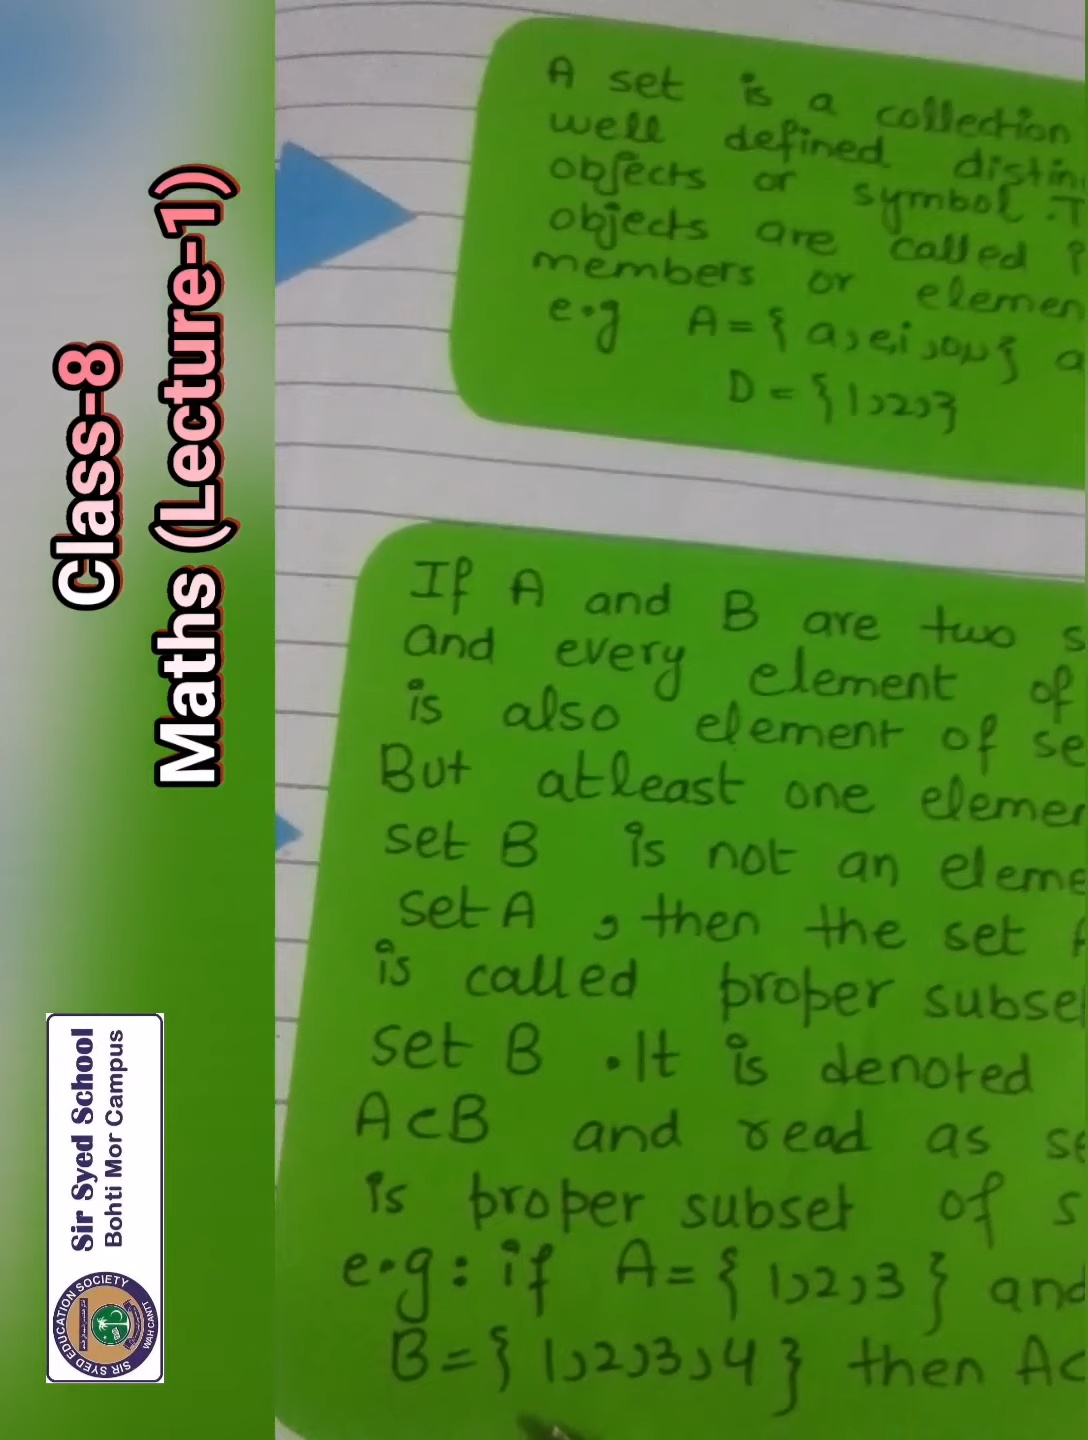 Class-8
Maths (Lecture-1)
Sir Syed School
Bohti Mor Campus
SIR SYED EDUCATION SOCIETY
WAH CANTT
A set is a collection
well defined distin
objects or symbol. T
objects are called i
members or elemen
e.g A = { a, e, i, o, u } a
D = { 1, 2, 3
If A and B are two s
and every element of
is also element of se
But atleast one elemen
set B is not an eleme
set A, then the set A
is called proper subset
set B. It is denoted
A⊂B and read as se
is proper subset of s
e.g: if A = { 1, 2, 3 } and
B = { 1, 2, 3, 4 } then A⊂